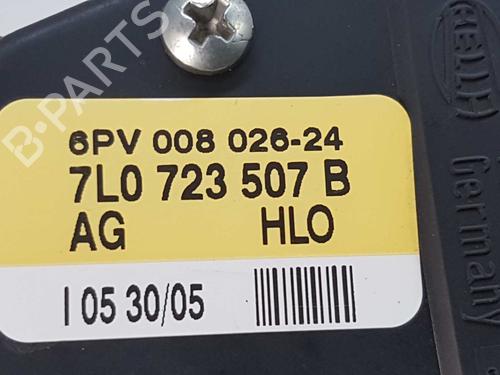 B-PARTS
HELLA
Germany
6PV 008 026-24
7L0 723 507 B
AG HLO
I 05 30/05